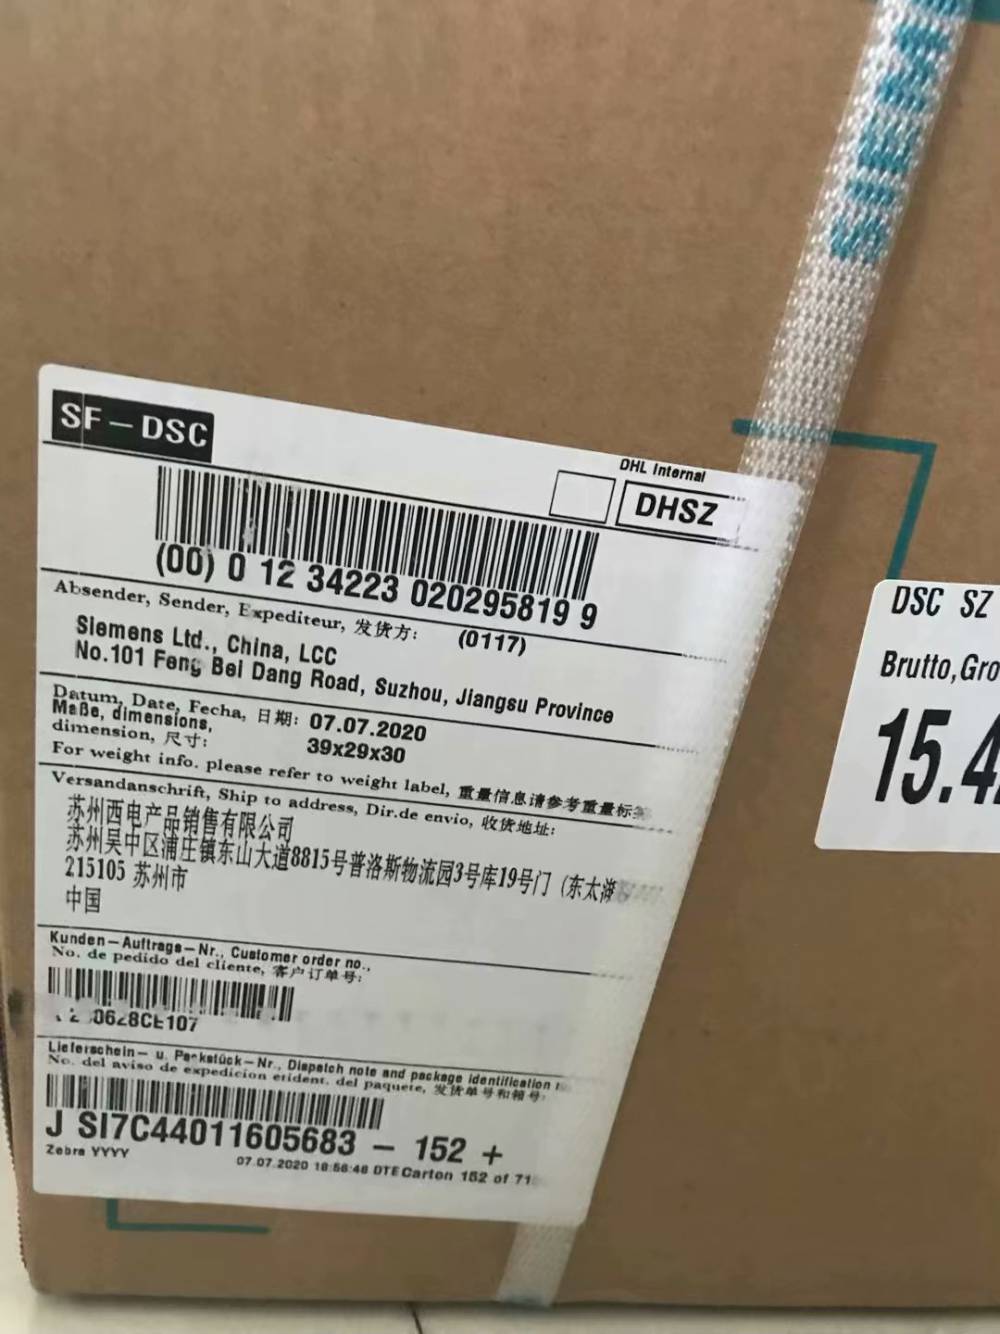 SIEMENS
SF-DSC
DHL Internal
DHSZ
(00) 0 12 34223 020295819 9
Absender, Sender, Expediteur, 发货方: (0117)
Siemens Ltd., China, LCC
No.101 Feng Bei Dang Road, Suzhou, Jiangsu Province
Datum, Date, Fecha, 日期: 07.07.2020
Maße, dimensions,
dimension, 尺寸: 39x29x30
For weight info. please refer to weight label, 重量信息请参考重量标签
Versandanschrift, Ship to address, Dir.de envio, 收货地址:
苏州西电产品销售有限公司
苏州吴中区浦庄镇东山大道8815号普洛斯物流园3号库19号门 (东太湖
215105 苏州市
中国
Kunden-Auftrags-Nr., Customer order no.,
No. de pedido del cliente, 客户订单号:
0628CE107
Lieferschein- u. Packstück-Nr., Dispatch note and package identification
No. del aviso de expedicion etident. del paquete, 发货单号和箱号:
J SI7C44011605683 - 152 +
Zebra YYYY
07.07.2020 18:56:46 DTE Carton 152 of 71
DSC SZ
Brutto,Gro
15.4